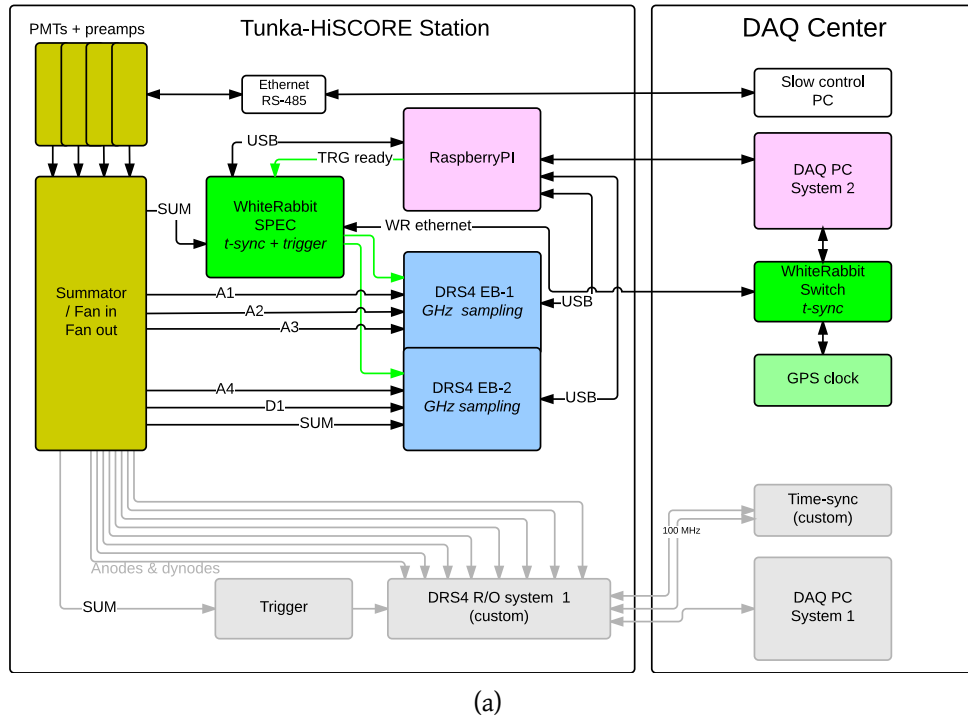 Tunka-HiSCORE Station
DAQ Center
PMTs + preamps
Ethernet
RS-485
Slow control
PC
USB
TRG ready
RaspberryPI
DAQ PC
System 2
SUM
WhiteRabbit
SPEC
t-sync + trigger
WR ethernet
WhiteRabbit
Switch
t-sync
Summator
/ Fan in
Fan out
A1
A2
A3
DRS4 EB-1
GHz sampling
USB
GPS clock
A4
D1
SUM
DRS4 EB-2
GHz sampling
USB
Time-sync
(custom)
100 MHz
Anodes & dynodes
SUM
Trigger
DRS4 R/O system 1
(custom)
DAQ PC
System 1
(a)